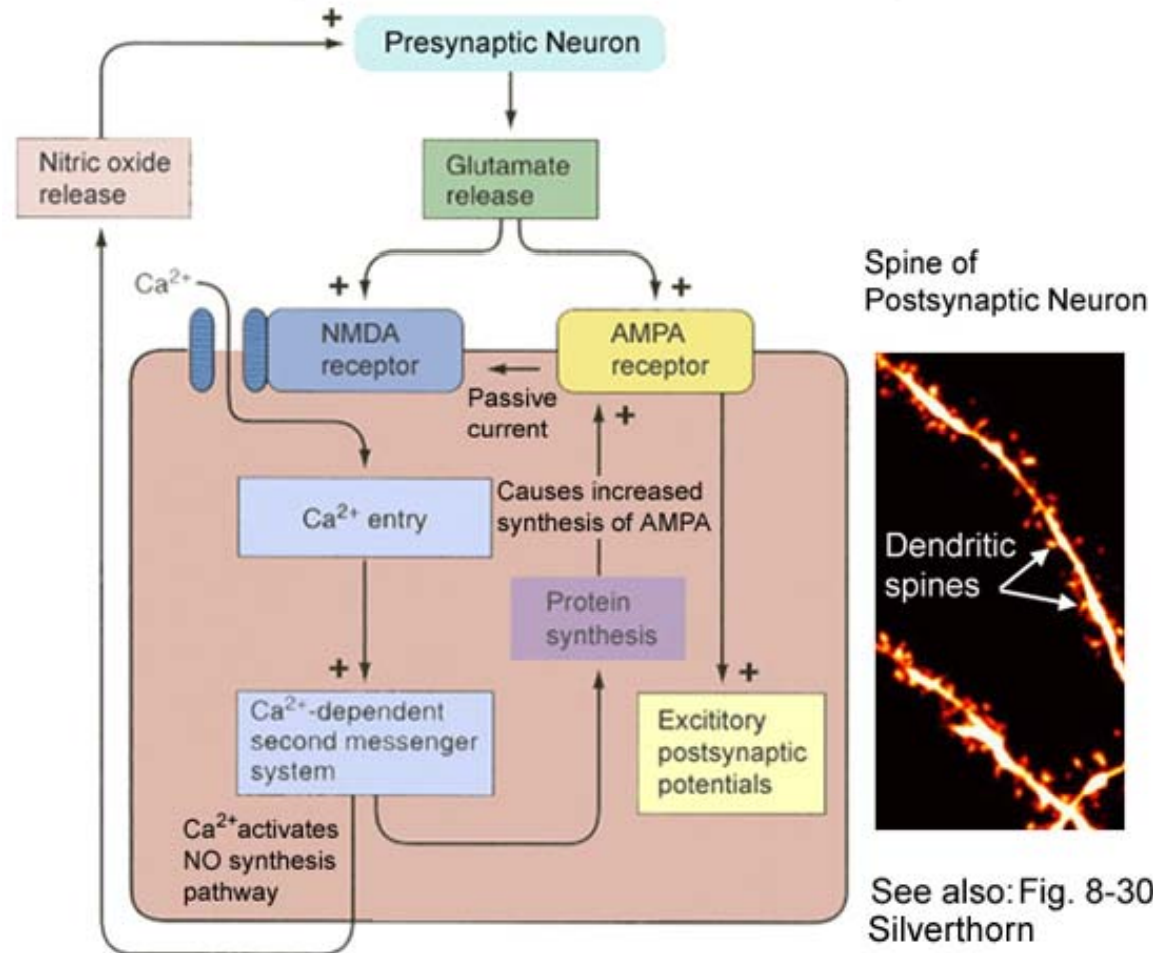 +
Presynaptic Neuron
Nitric oxide
release
Glutamate
release
Ca²⁺
+
+
NMDA
receptor
AMPA
receptor
Passive
current
+
Ca²⁺ entry
Causes increased
synthesis of AMPA
Protein
synthesis
+
+
Ca²⁺-dependent
second messenger
system
Excititory
postsynaptic
potentials
Ca²⁺activates
NO synthesis
pathway
Spine of
Postsynaptic Neuron
Dendritic
spines
See also: Fig. 8-30
Silverthorn